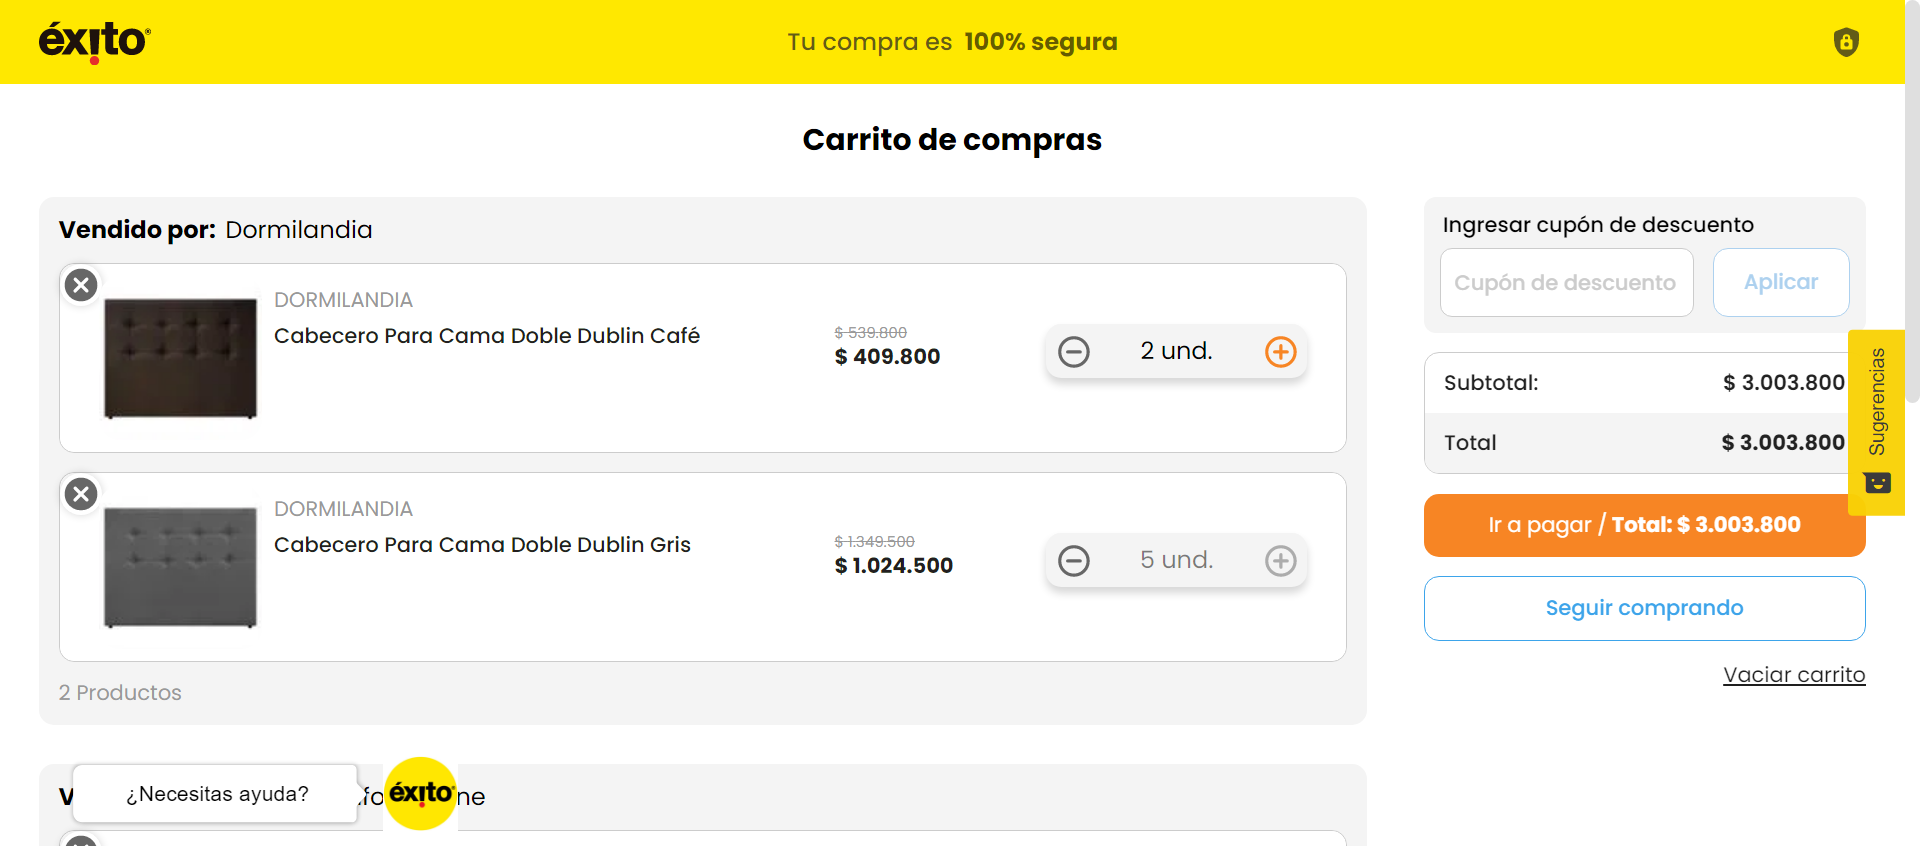 éxito
Tu compra es 100% segura
Carrito de compras
Vendido por: Dormilandia
DORMILANDIA
Cabecero Para Cama Doble Dublin Café
$ 539.800
$ 409.800
2 und.
DORMILANDIA
Cabecero Para Cama Doble Dublin Gris
$ 1.349.500
$ 1.024.500
5 und.
2 Productos
¿Necesitas ayuda?
éxito
Ingresar cupón de descuento
Cupón de descuento
Aplicar
Subtotal: $ 3.003.800
Total $ 3.003.800
Sugerencias
Ir a pagar / Total: $ 3.003.800
Seguir comprando
Vaciar carrito